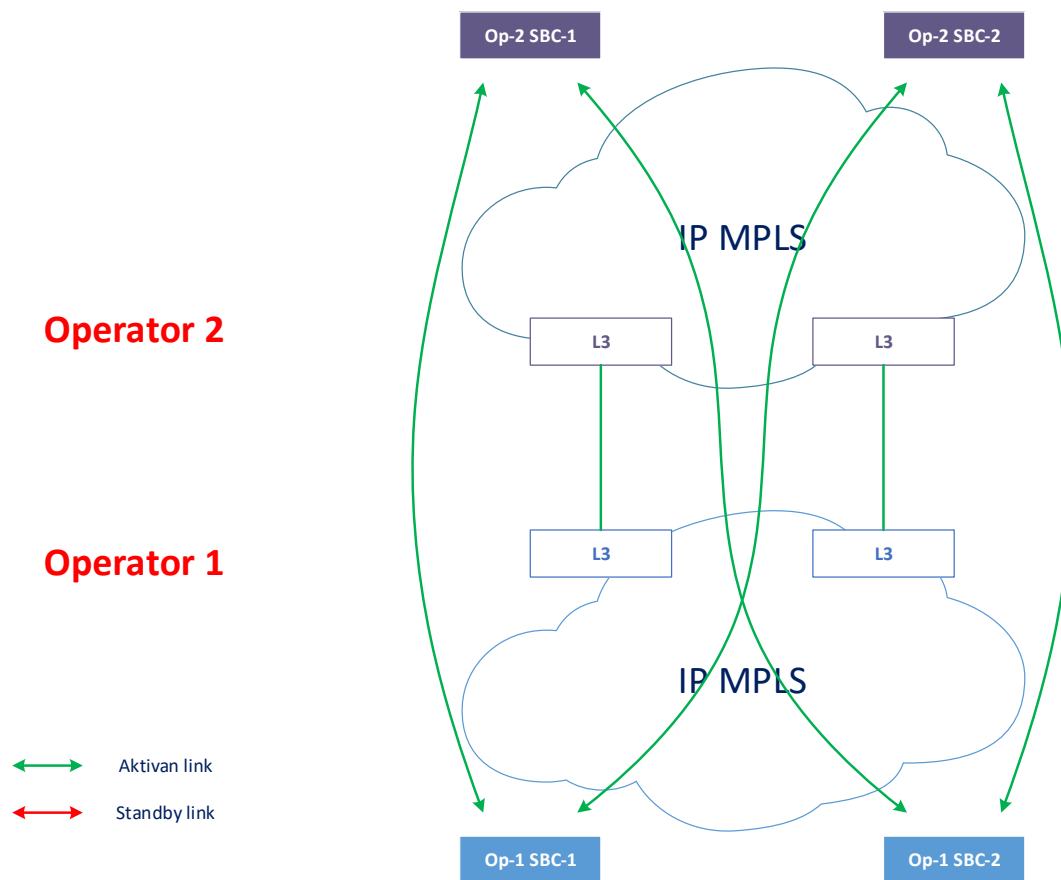 Op-2 SBC-1
Op-2 SBC-2
IP MPLS
Operator 2
L3
L3
Operator 1
L3
L3
IP MPLS
Aktivan link
Standby link
Op-1 SBC-1
Op-1 SBC-2